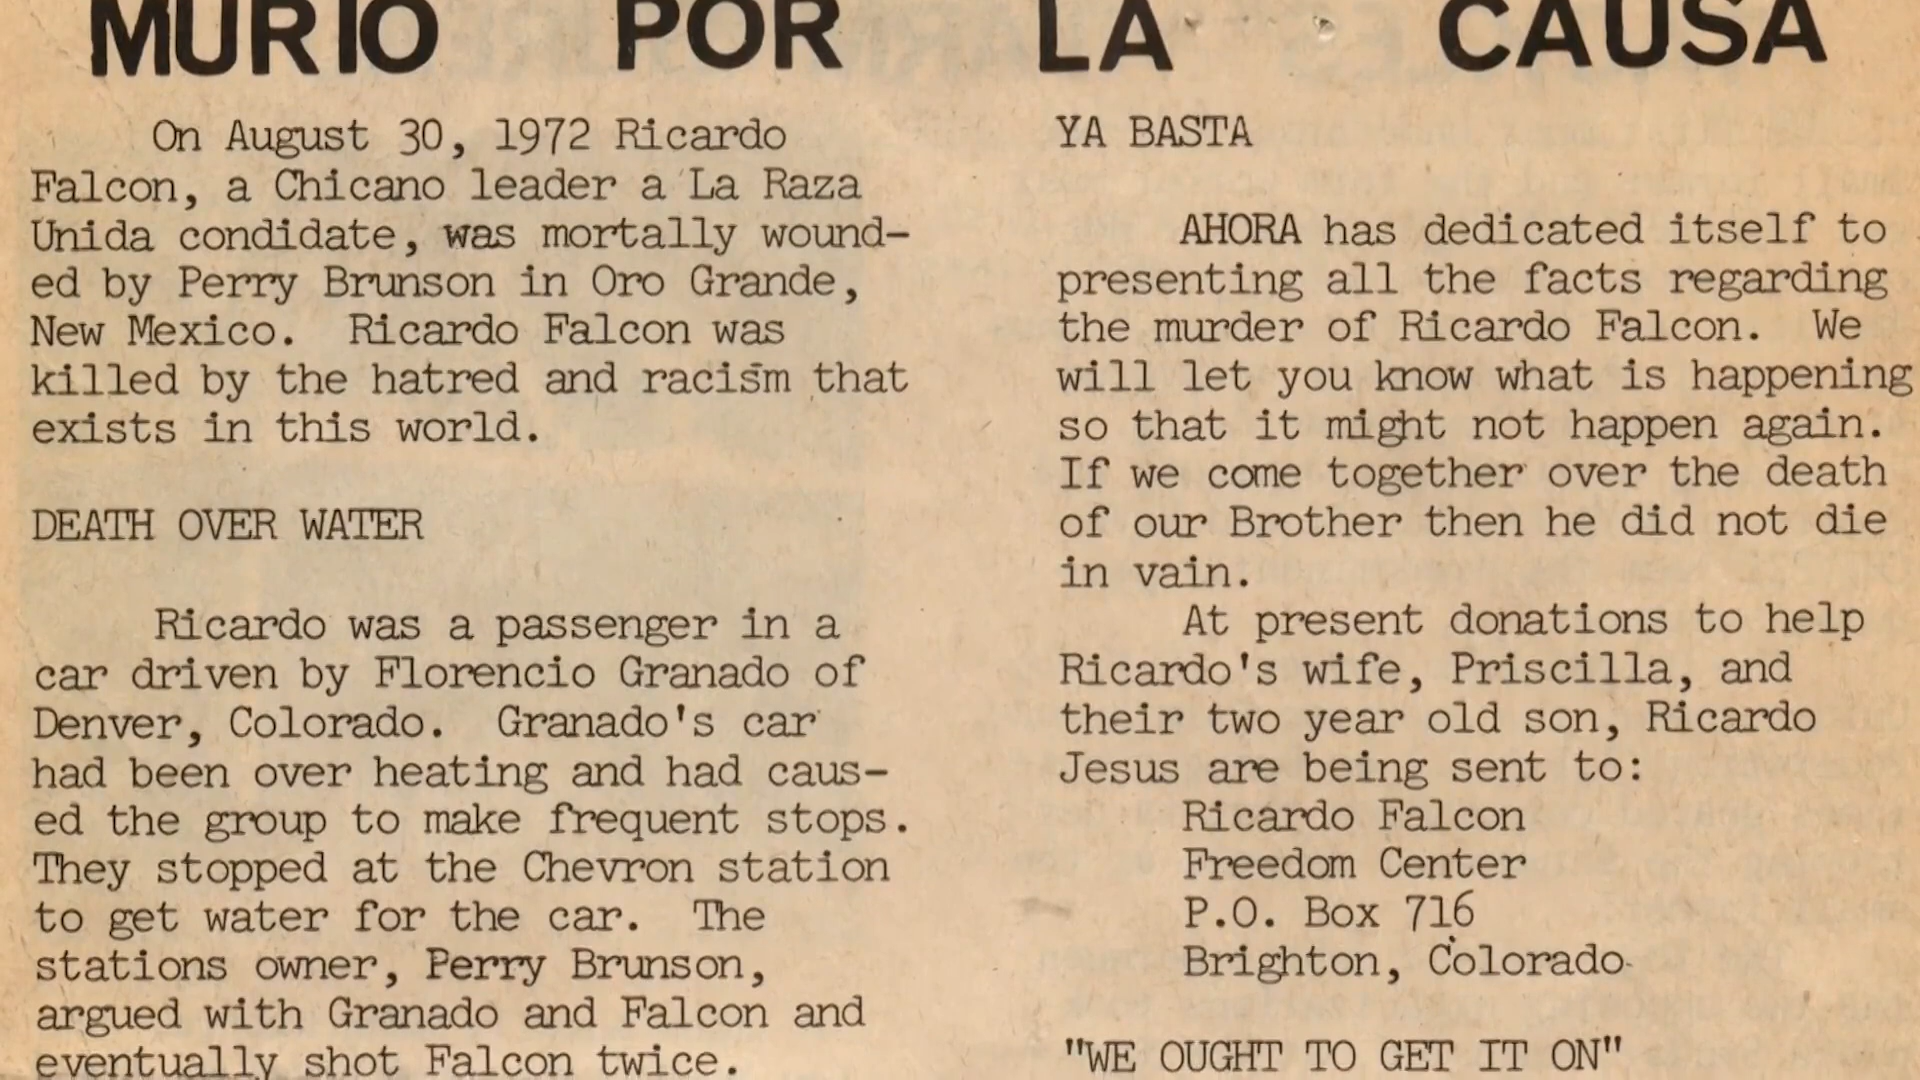 MURIO POR LA CAUSA
On August 30, 1972 Ricardo
Falcon, a Chicano leader a La Raza
Unida condidate, was mortally wound-
ed by Perry Brunson in Oro Grande,
New Mexico. Ricardo Falcon was
killed by the hatred and racism that
exists in this world.
DEATH OVER WATER
Ricardo was a passenger in a
car driven by Florencio Granado of
Denver, Colorado. Granado's car
had been over heating and had caus-
ed the group to make frequent stops.
They stopped at the Chevron station
to get water for the car. The
stations owner, Perry Brunson,
argued with Granado and Falcon and
eventually shot Falcon twice.
YA BASTA
AHORA has dedicated itself to
presenting all the facts regarding
the murder of Ricardo Falcon. We
will let you know what is happening
so that it might not happen again.
If we come together over the death
of our Brother then he did not die
in vain.
At present donations to help
Ricardo's wife, Priscilla, and
their two year old son, Ricardo
Jesus are being sent to:
Ricardo Falcon
Freedom Center
P.O. Box 716
Brighton, Colorado
"WE OUGHT TO GET IT ON"